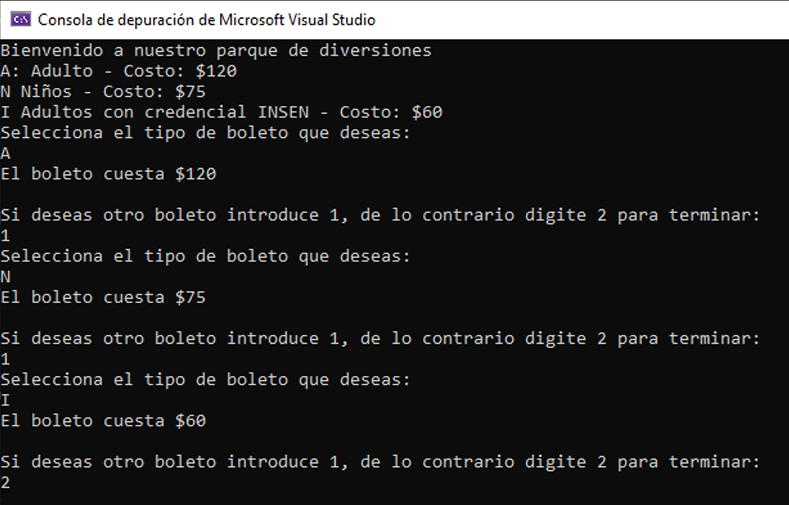 C:\ Consola de depuración de Microsoft Visual Studio
Bienvenido a nuestro parque de diversiones
A: Adulto - Costo: $120
N Niños - Costo: $75
I Adultos con credencial INSEN - Costo: $60
Selecciona el tipo de boleto que deseas:
A
El boleto cuesta $120
Si deseas otro boleto introduce 1, de lo contrario digite 2 para terminar:
1
Selecciona el tipo de boleto que deseas:
N
El boleto cuesta $75
Si deseas otro boleto introduce 1, de lo contrario digite 2 para terminar:
1
Selecciona el tipo de boleto que deseas:
I
El boleto cuesta $60
Si deseas otro boleto introduce 1, de lo contrario digite 2 para terminar:
2